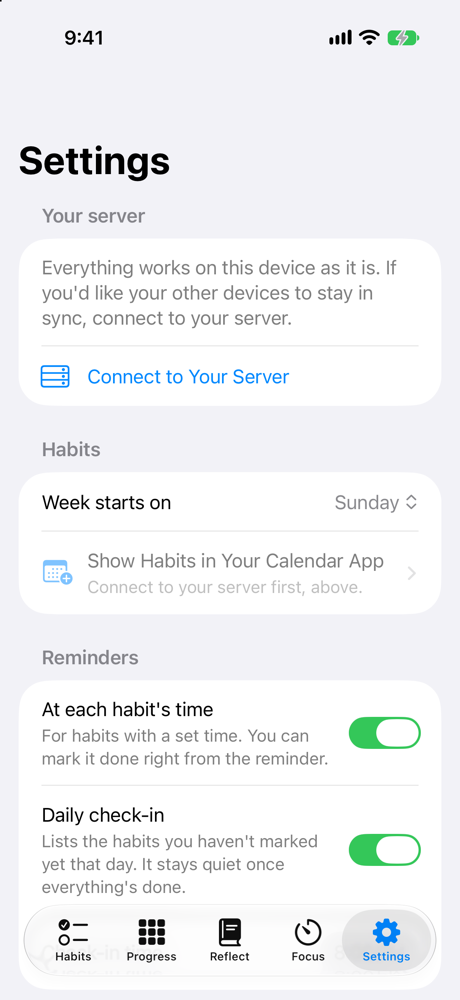 9:41
Settings
Your server
Everything works on this device as it is. If
you'd like your other devices to stay in
sync, connect to your server.
Connect to Your Server
Habits
Week starts on
Sunday
Show Habits in Your Calendar App
Connect to your server first, above.
Reminders
At each habit's time
For habits with a set time. You can
mark it done right from the reminder.
Daily check-in
Lists the habits you haven't marked
yet that day. It stays quiet once
everything's done.
Habits
Progress
Reflect
Focus
Settings